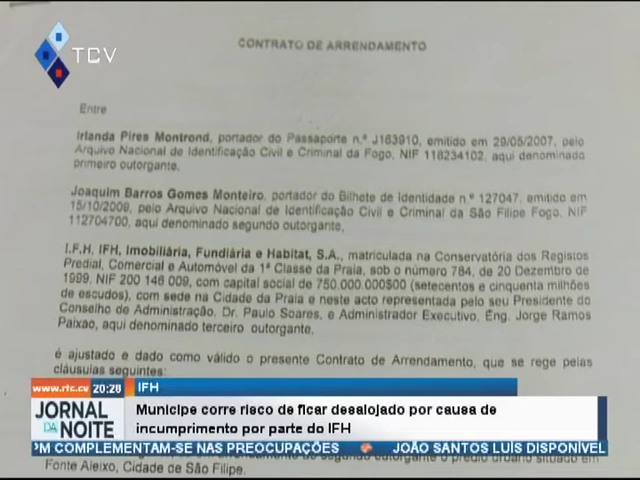 TCV
CONTRATO DE ARRENDAMENTO
Entre
Irlanda Pires Montrond, portador do Passaporte n.º J163910, emitido em 29/05/2007, pelo
Arquivo Nacional de Identificação Civil e Criminal da Fogo, NIF 118234102, aqui denominado
primeiro outorgante,
Joaquim Barros Gomes Monteiro, portador do Bilhete de Identidade n.º 127047, emitido em
15/10/2009, pelo Arquivo Nacional de Identificação Civil e Criminal da São Filipe Fogo, NIF
112704700, aqui denominado segundo outorgante,
I.F.H. IFH, Imobiliária, Fundiária e Habitat, S.A., matriculada na Conservatória dos Registos
Predial, Comercial e Automóvel da 1ª Classe da Praia, sob o número 784, de 20 Dezembro de
1999, NIF 200 146 009, com capital social de 750.000.000$00 (setecentos e cinquenta milhões
de escudos), com sede na Cidade da Praia e neste acto representada pelo seu Presidente do
Conselho de Administração, Dr. Paulo Soares, e Administrador Executivo, Eng. Jorge Ramos
Paixao, aqui denominado terceiro outorgante,
é ajustado e dado como válido o presente Contrato de Arrendamento, que se rege pelas
cláusulas seguintes:
www.rtc.cv 20:28 IFH
JORNAL DA NOITE
Municipe corre risco de ficar desalojado por causa de
incumprimento por parte do IFH
PM COMPLEMENTAM-SE NAS PREOCUPAÇÕES JOÃO SANTOS LUÍS DISPONÍVEL
segundo outorgante o prédio urbano situado em
Fonte Aleixo, Cidade de São Filipe.